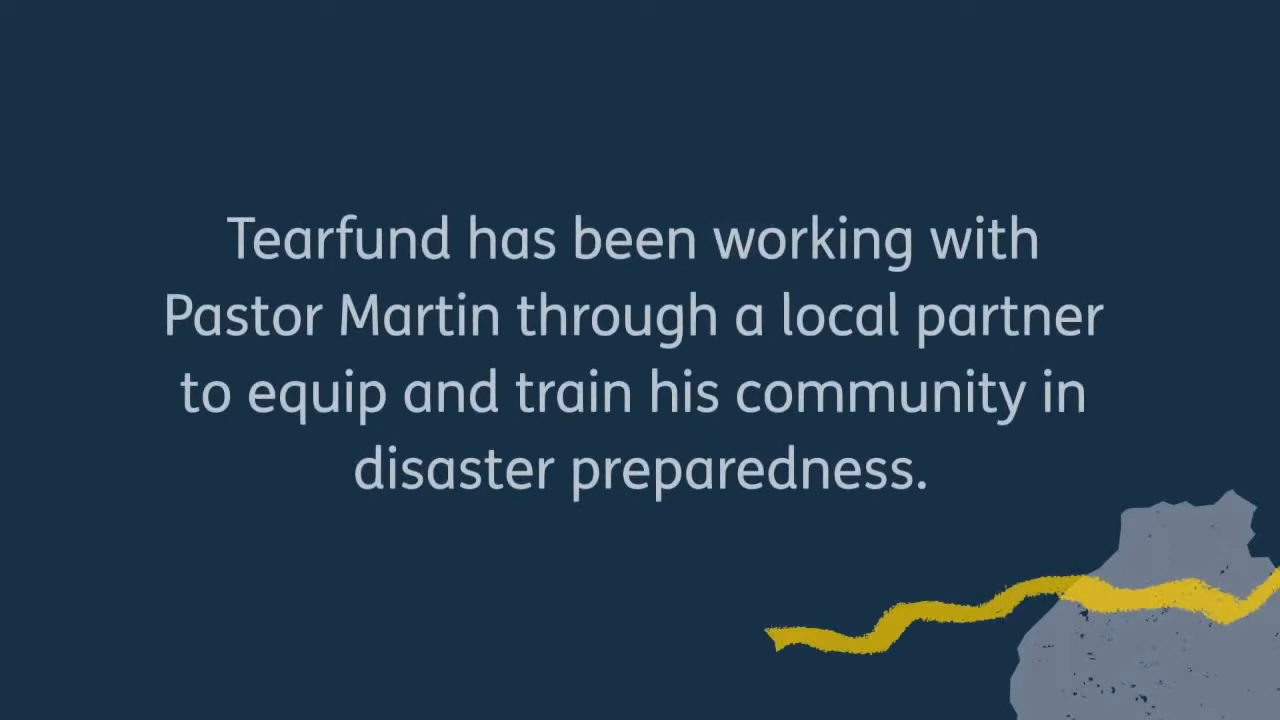 Tearfund has been working with
Pastor Martin through a local partner
to equip and train his community in
disaster preparedness.